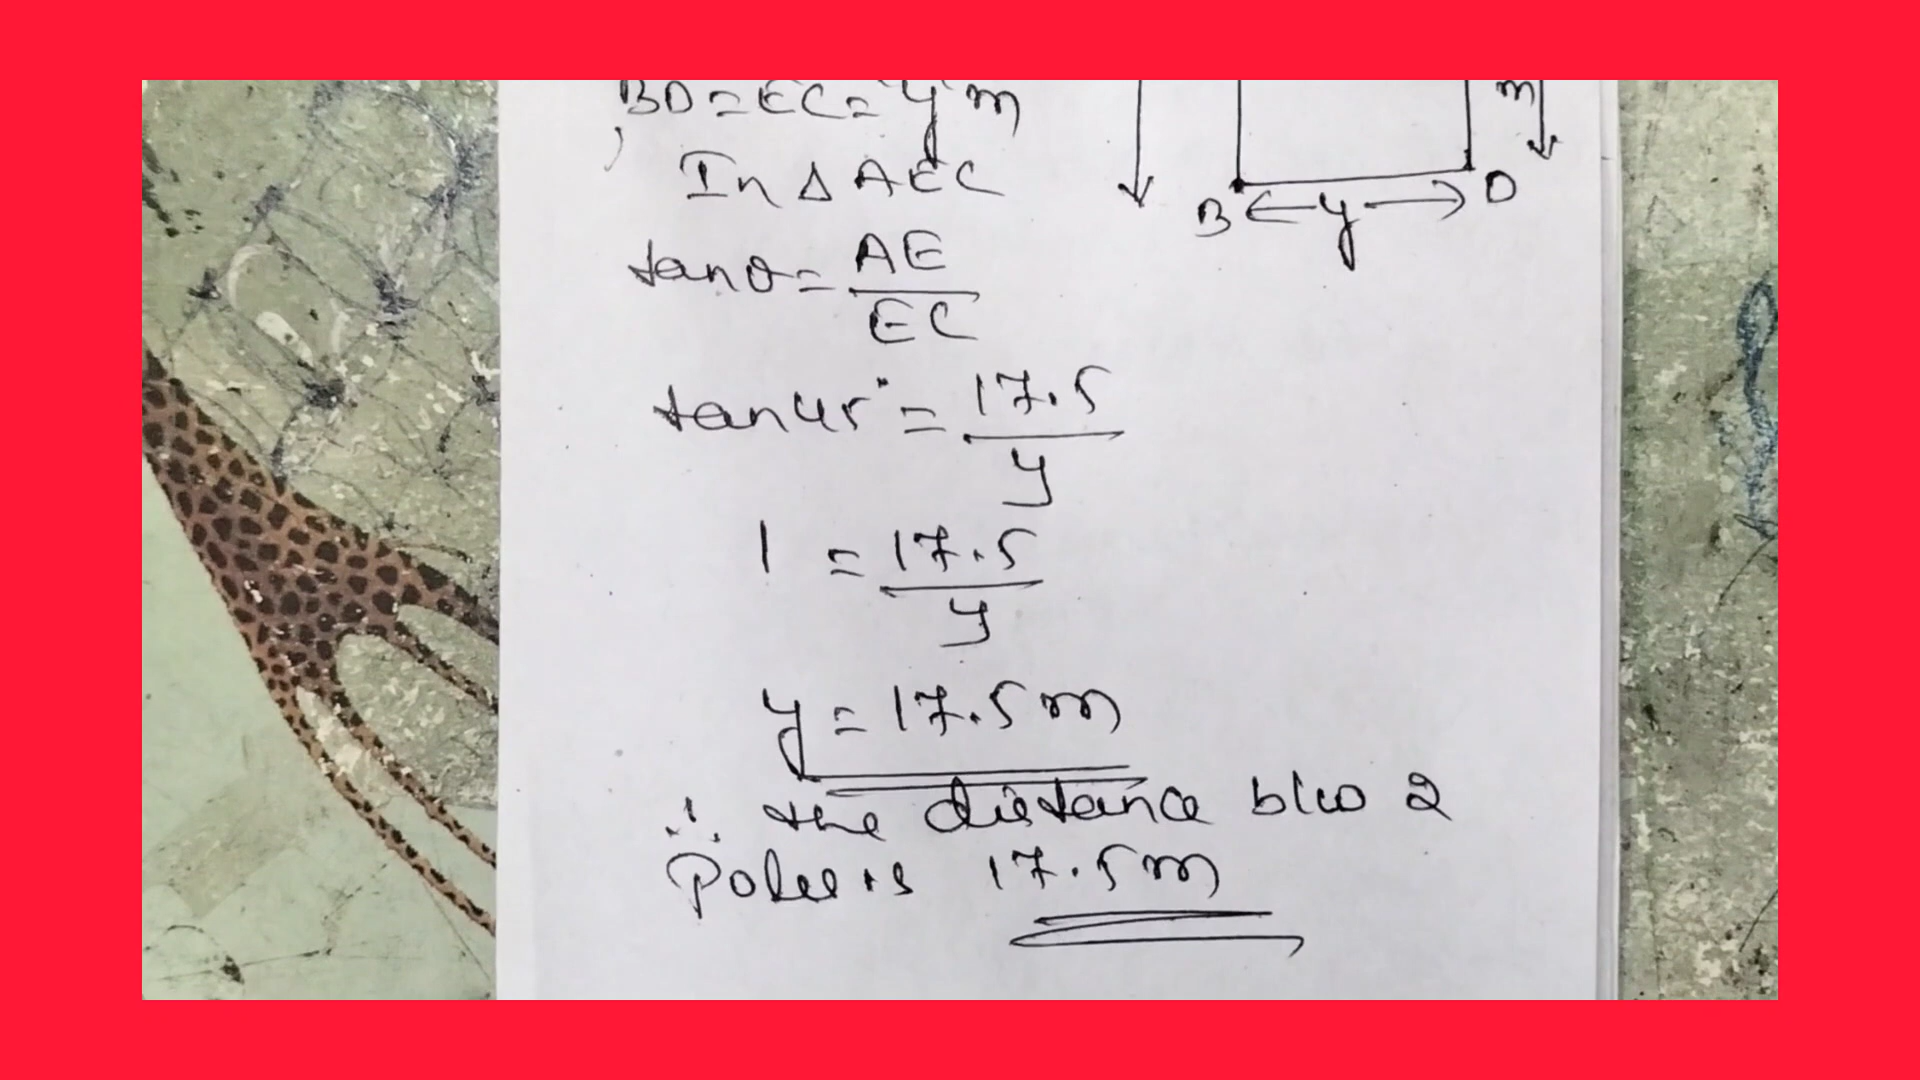 BD = EC = y m
In Δ AEC
tanθ = AE
EC
tan45° = 17.5
y
1 = 17.5
y
y = 17.5 m
∴ the distance b/w 2
Poles is 17.5m
m
B ← y → D